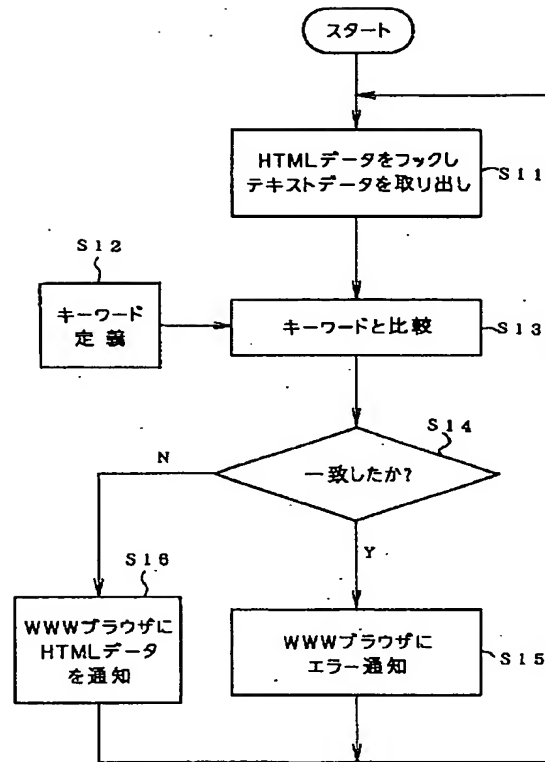 スタート
HTMLデータをフックし
テキストデータを取り出し
S11
S12
キーワード
定義
キーワードと比較
S13
S14
一致したか?
N
Y
S16
WWWブラウザに
HTMLデータ
を通知
WWWブラウザに
エラー通知
S15